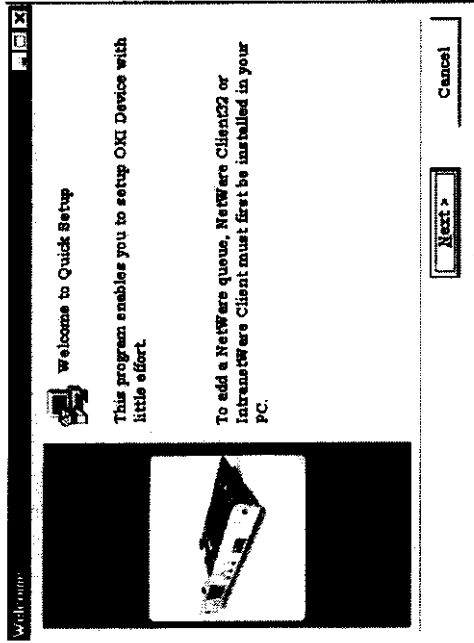 Welcome
Welcome to Quick Setup
This program enables you to setup OKI Device with
little effort.
To add a NetWare queue, NetWare Client32 or
IntranetWare Client must first be installed in your
PC.
Next >
Cancel